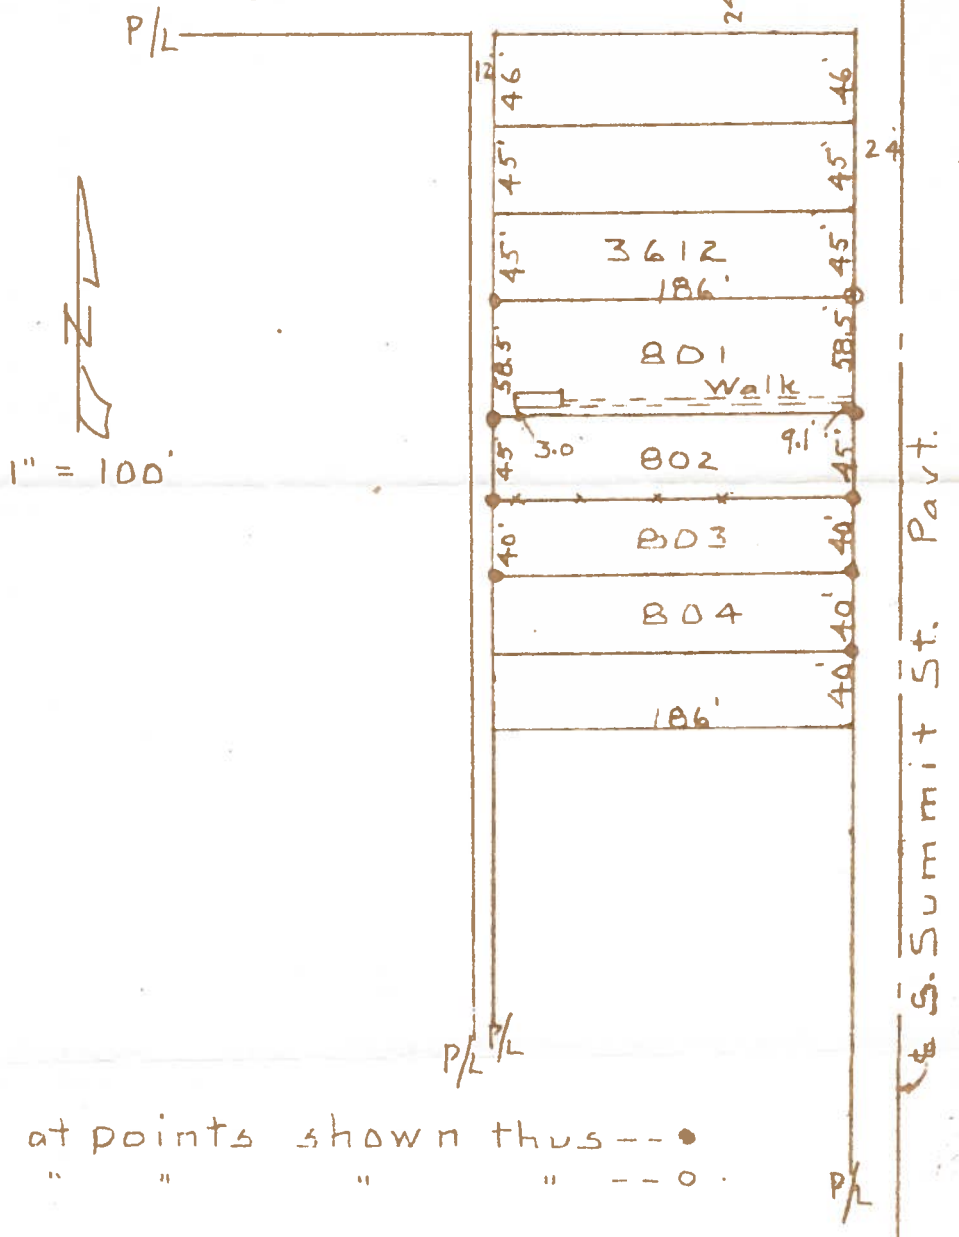 P/L
12'
46'
46'
45'
45'
24'
45'
3612
45'
186'
58.5'
801
58.5'
Walk
3.0
9.1'
45'
802
45'
1" = 100'
40'
803
40'
804
40'
40'
186'
S. Summit St. Pavt.
P/L
P/L
P/L
at points shown thus--●
" " " " --○.